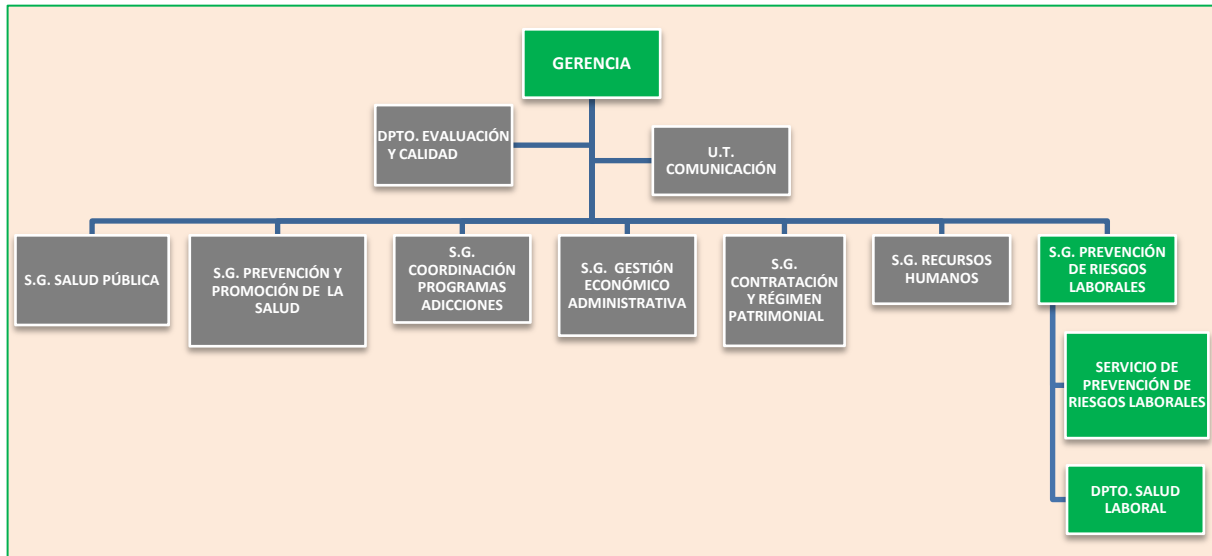 GERENCIA
DPTO. EVALUACIÓN
Y CALIDAD
U.T.
COMUNICACIÓN
S.G. SALUD PÚBLICA
S.G. PREVENCIÓN Y
PROMOCIÓN DE LA
SALUD
S.G.
COORDINACIÓN
PROGRAMAS
ADICCIONES
S.G. GESTIÓN
ECONÓMICO
ADMINISTRATIVA
S.G.
CONTRATACIÓN
Y RÉGIMEN
PATRIMONIAL
S.G. RECURSOS
HUMANOS
S.G. PREVENCIÓN
DE RIESGOS
LABORALES
SERVICIO DE
PREVENCIÓN DE
RIESGOS LABORALES
DPTO. SALUD
LABORAL